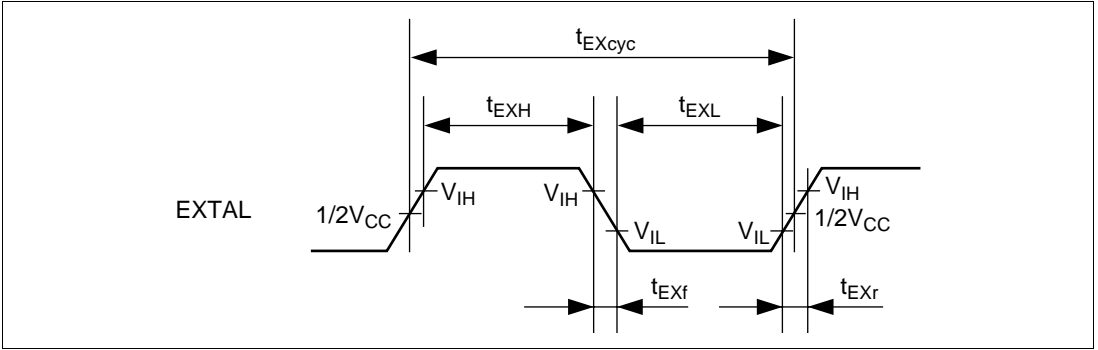 tEXcyc
tEXH tEXL
EXTAL 1/2VCC VIH VIH VIL VIL VIH 1/2VCC
tEXf tEXr